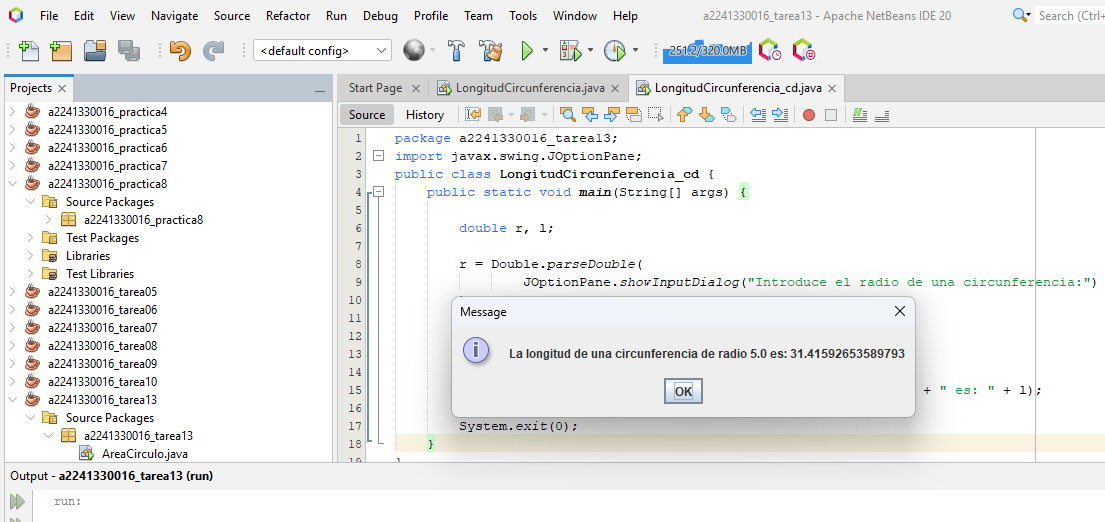 File Edit View Navigate Source Refactor Run Debug Profile Team Tools Window Help a2241330016_tarea13 - Apache NetBeans IDE 20 Search (Ctrl-
<default config> 251.2/320.0MB
Projects
Start Page LongitudCircunferencia.java LongitudCircunferencia_cd.java
Source History
a2241330016_practica4
a2241330016_practica5
a2241330016_practica6
a2241330016_practica7
a2241330016_practica8
Source Packages
a2241330016_practica8
Test Packages
Libraries
Test Libraries
a2241330016_tarea05
a2241330016_tarea06
a2241330016_tarea07
a2241330016_tarea08
a2241330016_tarea09
a2241330016_tarea10
a2241330016_tarea13
Source Packages
a2241330016_tarea13
AreaCirculo.java
1 package a2241330016_tarea13;
2 import javax.swing.JOptionPane;
3 public class LongitudCircunferencia_cd {
4 public static void main(String[] args) {
5
6 double r, l;
7
8 r = Double.parseDouble(
9 JOptionPane.showInputDialog("Introduce el radio de una circunferencia:")
10
11
12
13
14
15 + " es: " + l);
16
17 System.exit(0);
18 }
19 }
Message
La longitud de una circunferencia de radio 5.0 es: 31.41592653589793
OK
Output - a2241330016_tarea13 (run)
run: